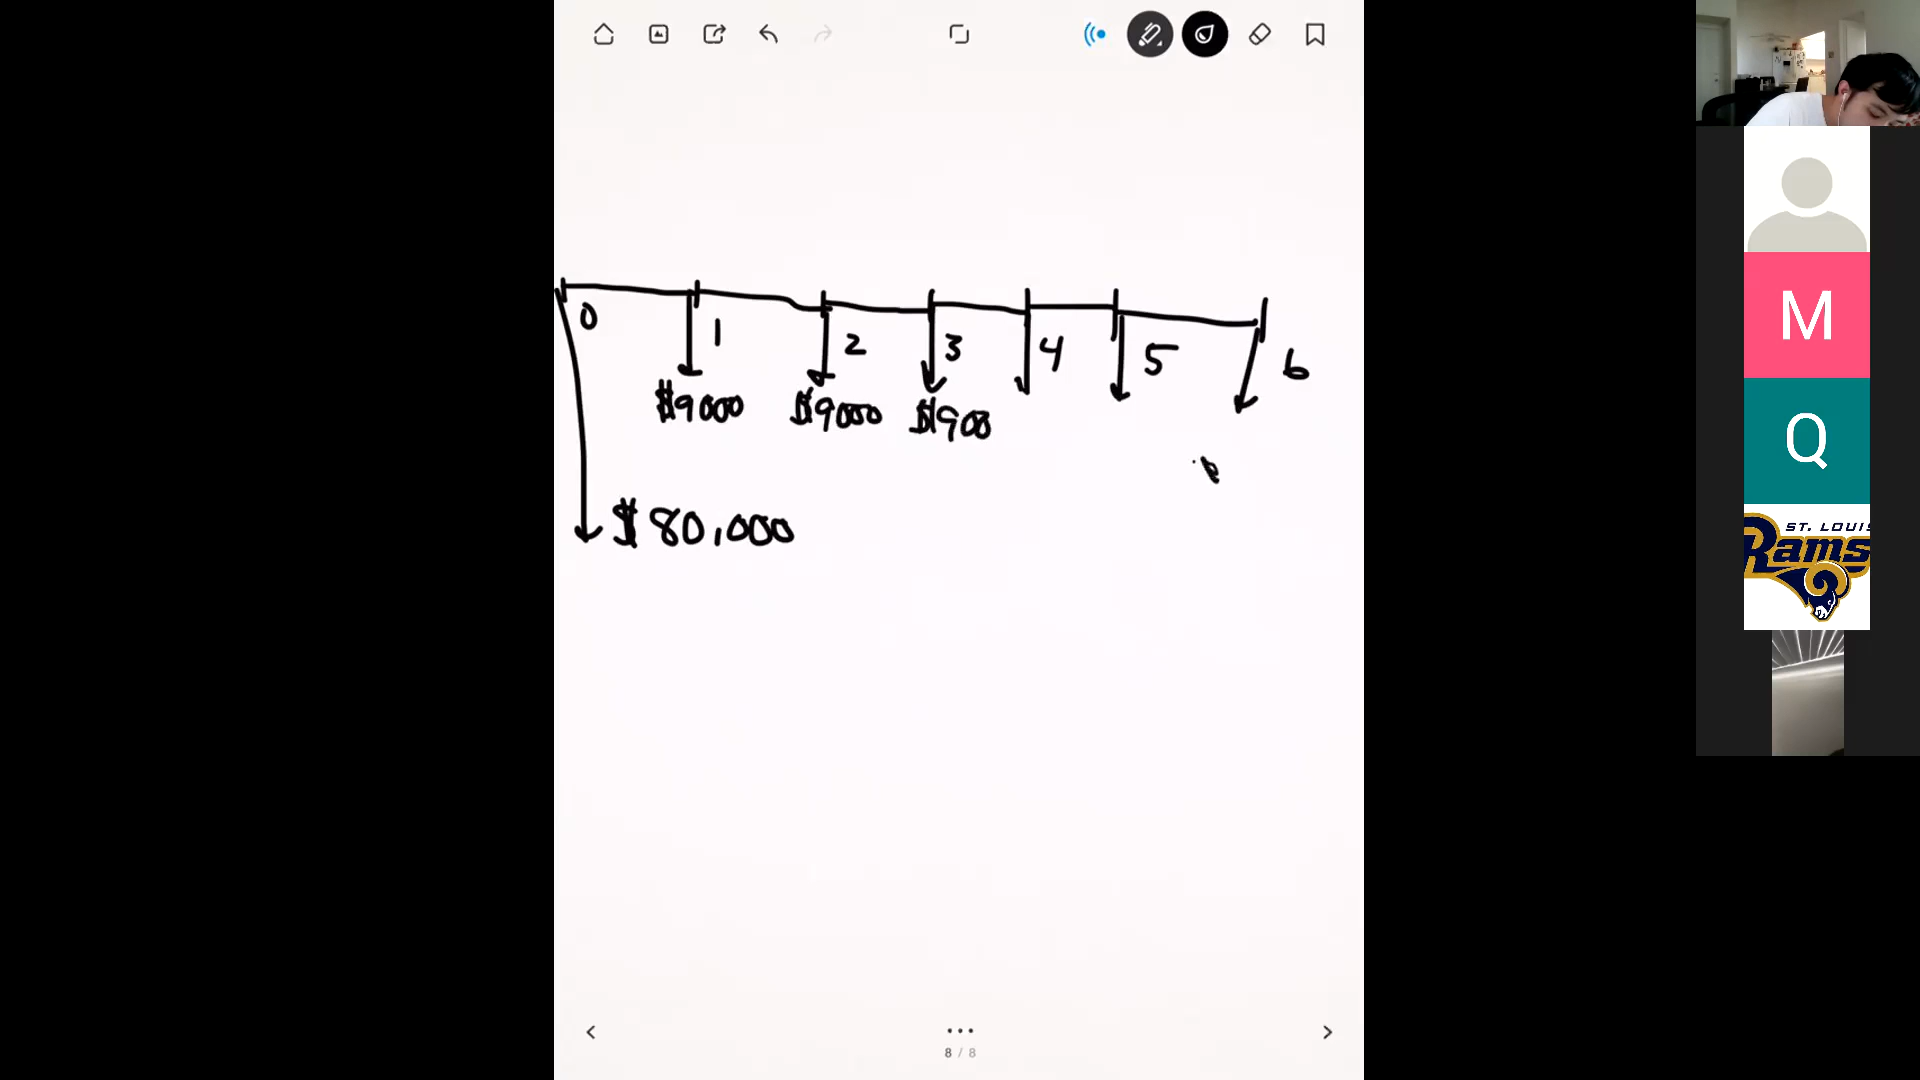 0 1 2 3 4 5 6
$9000 $9000 $900
$80,000
M
Q
ST. LOUIS
Rams
8 / 8